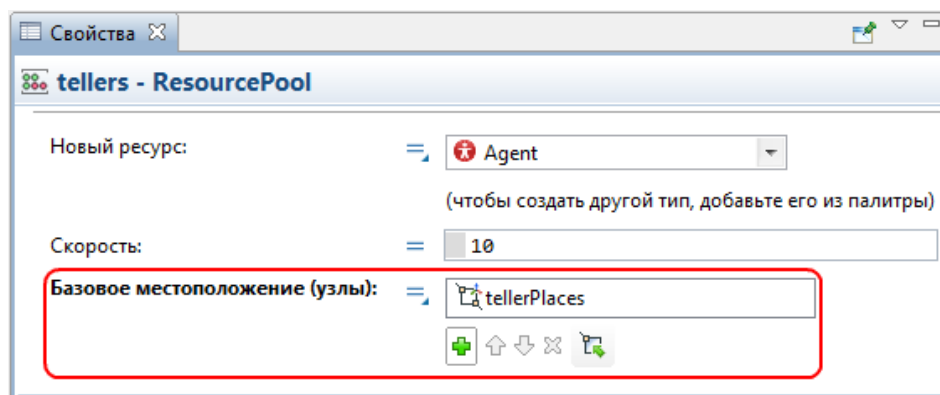 Свойства
tellers - ResourcePool
Новый ресурс: Agent
(чтобы создать другой тип, добавьте его из палитры)
Скорость: 10
Базовое местоположение (узлы): tellerPlaces